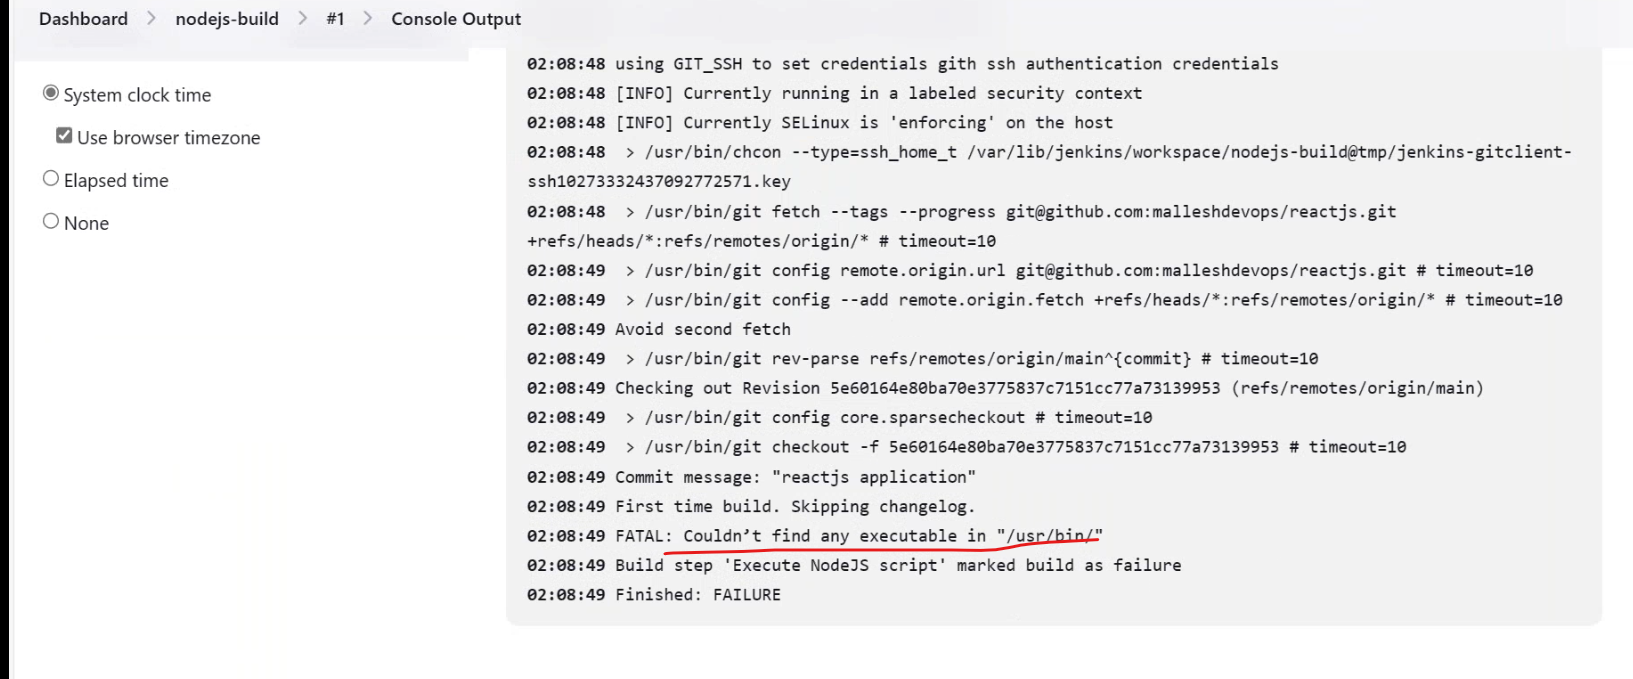 Dashboard > nodejs-build > #1 > Console Output
System clock time
Use browser timezone
Elapsed time
None
02:08:48 using GIT_SSH to set credentials gith ssh authentication credentials
02:08:48 [INFO] Currently running in a labeled security context
02:08:48 [INFO] Currently SELinux is 'enforcing' on the host
02:08:48  > /usr/bin/chcon --type=ssh_home_t /var/lib/jenkins/workspace/nodejs-build@tmp/jenkins-gitclient-
ssh10273332437092772571.key
02:08:48  > /usr/bin/git fetch --tags --progress git@github.com:malleshdevops/reactjs.git
+refs/heads/*:refs/remotes/origin/* # timeout=10
02:08:49  > /usr/bin/git config remote.origin.url git@github.com:malleshdevops/reactjs.git # timeout=10
02:08:49  > /usr/bin/git config --add remote.origin.fetch +refs/heads/*:refs/remotes/origin/* # timeout=10
02:08:49 Avoid second fetch
02:08:49  > /usr/bin/git rev-parse refs/remotes/origin/main^{commit} # timeout=10
02:08:49 Checking out Revision 5e60164e80ba70e3775837c7151cc77a73139953 (refs/remotes/origin/main)
02:08:49  > /usr/bin/git config core.sparsecheckout # timeout=10
02:08:49  > /usr/bin/git checkout -f 5e60164e80ba70e3775837c7151cc77a73139953 # timeout=10
02:08:49 Commit message: "reactjs application"
02:08:49 First time build. Skipping changelog.
02:08:49 FATAL: Couldn’t find any executable in "/usr/bin/"
02:08:49 Build step 'Execute NodeJS script' marked build as failure
02:08:49 Finished: FAILURE